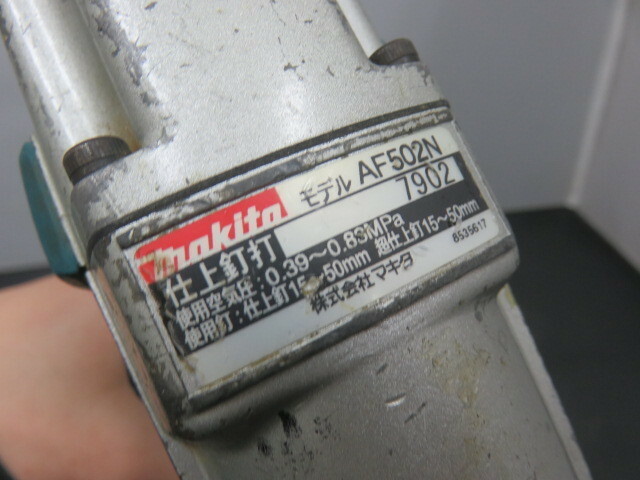 makita モデル AF502N
仕上釘打 7902
使用空気圧:0.39～0.83MPa
使用釘:仕上釘15～50mm 超仕上釘15～50mm
株式会社マキタ 8535617